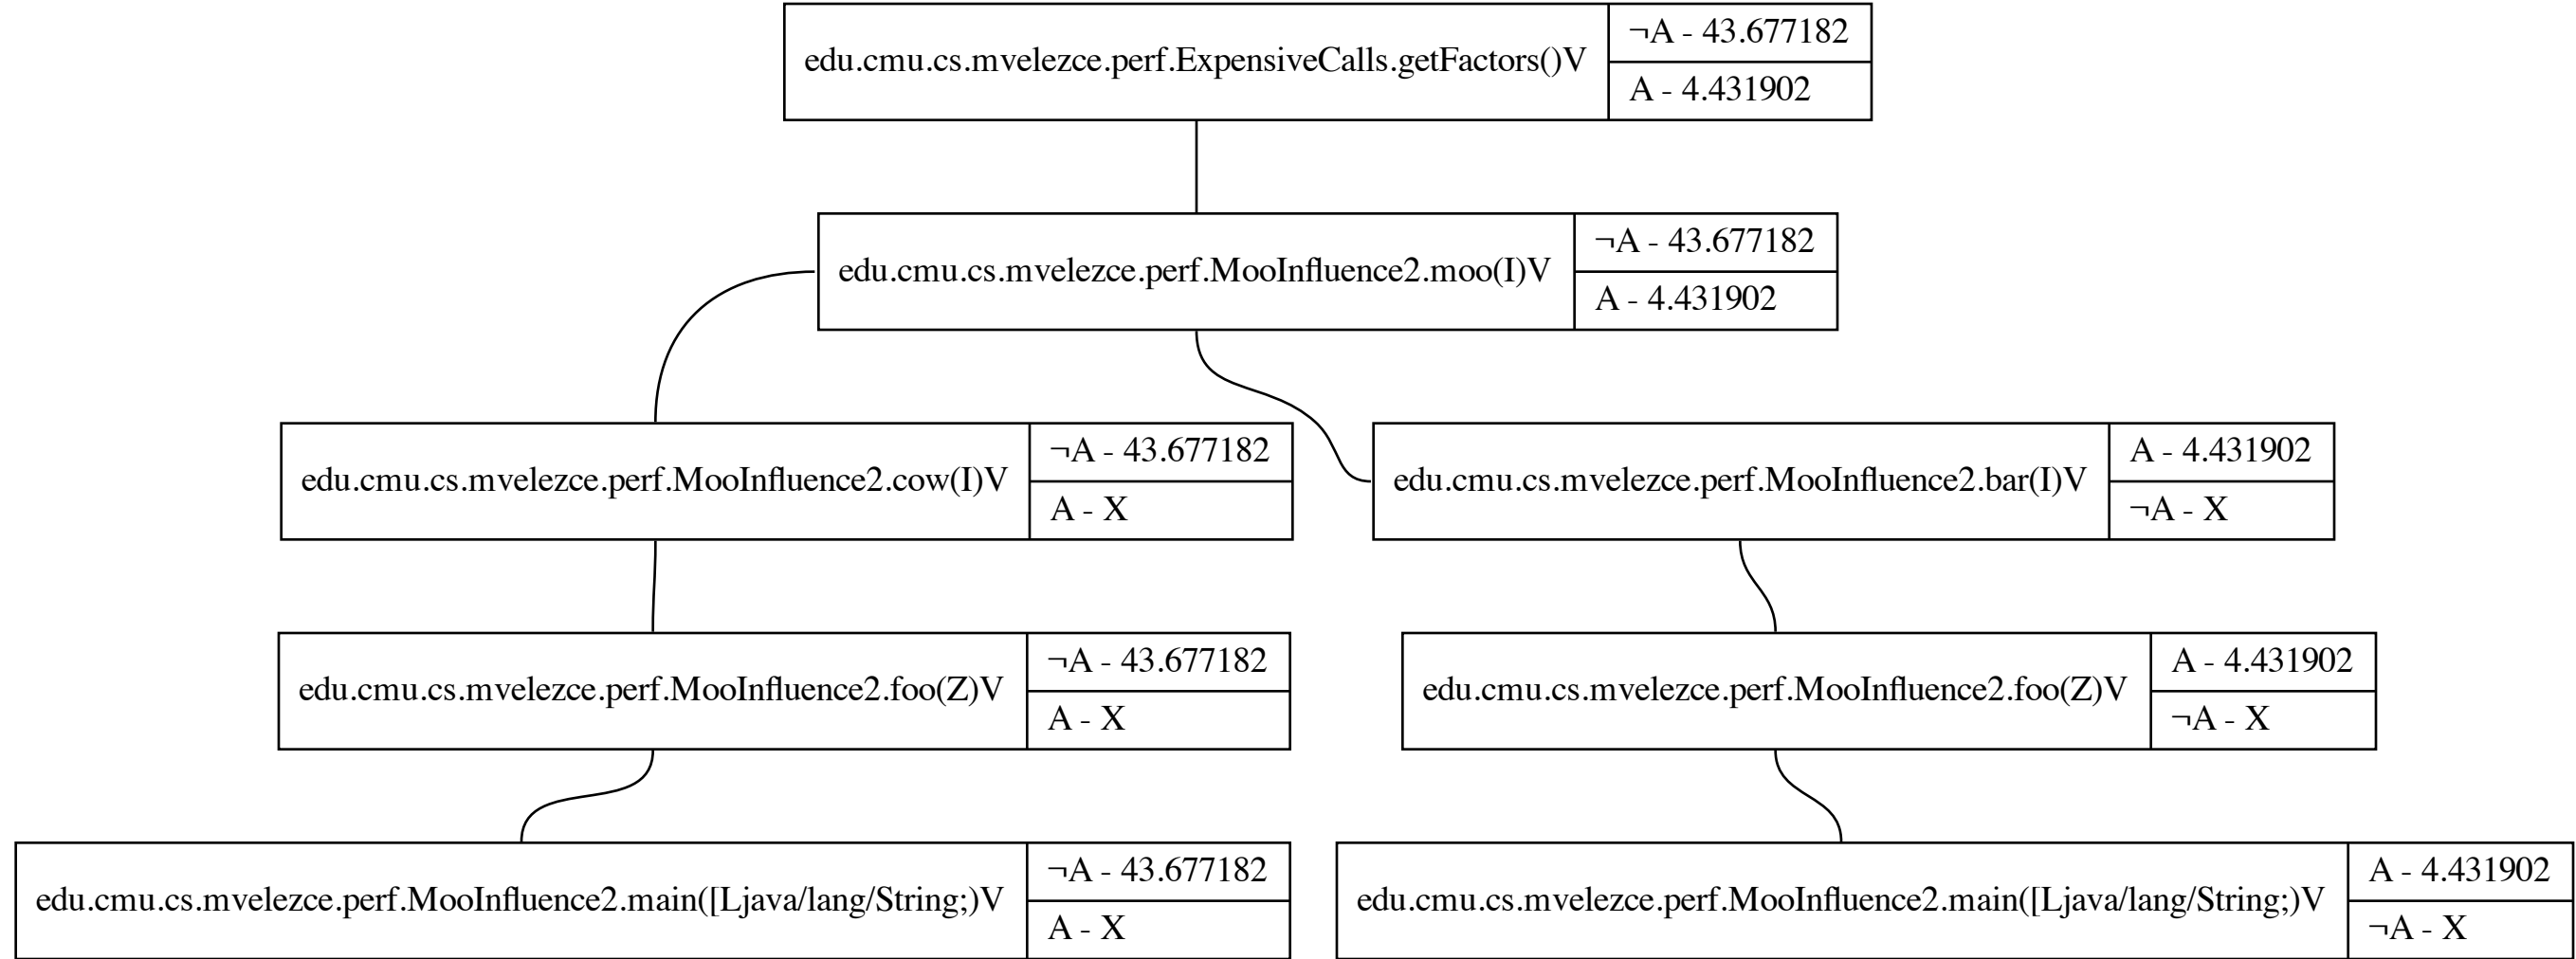 edu.cmu.cs.mvelezce.perf.ExpensiveCalls.getFactors()V
¬A - 43.677182
A - 4.431902
edu.cmu.cs.mvelezce.perf.MooInfluence2.moo(I)V
¬A - 43.677182
A - 4.431902
edu.cmu.cs.mvelezce.perf.MooInfluence2.cow(I)V
¬A - 43.677182
A - X
edu.cmu.cs.mvelezce.perf.MooInfluence2.bar(I)V
A - 4.431902
¬A - X
edu.cmu.cs.mvelezce.perf.MooInfluence2.foo(Z)V
¬A - 43.677182
A - X
edu.cmu.cs.mvelezce.perf.MooInfluence2.foo(Z)V
A - 4.431902
¬A - X
edu.cmu.cs.mvelezce.perf.MooInfluence2.main([Ljava/lang/String;)V
¬A - 43.677182
A - X
edu.cmu.cs.mvelezce.perf.MooInfluence2.main([Ljava/lang/String;)V
A - 4.431902
¬A - X